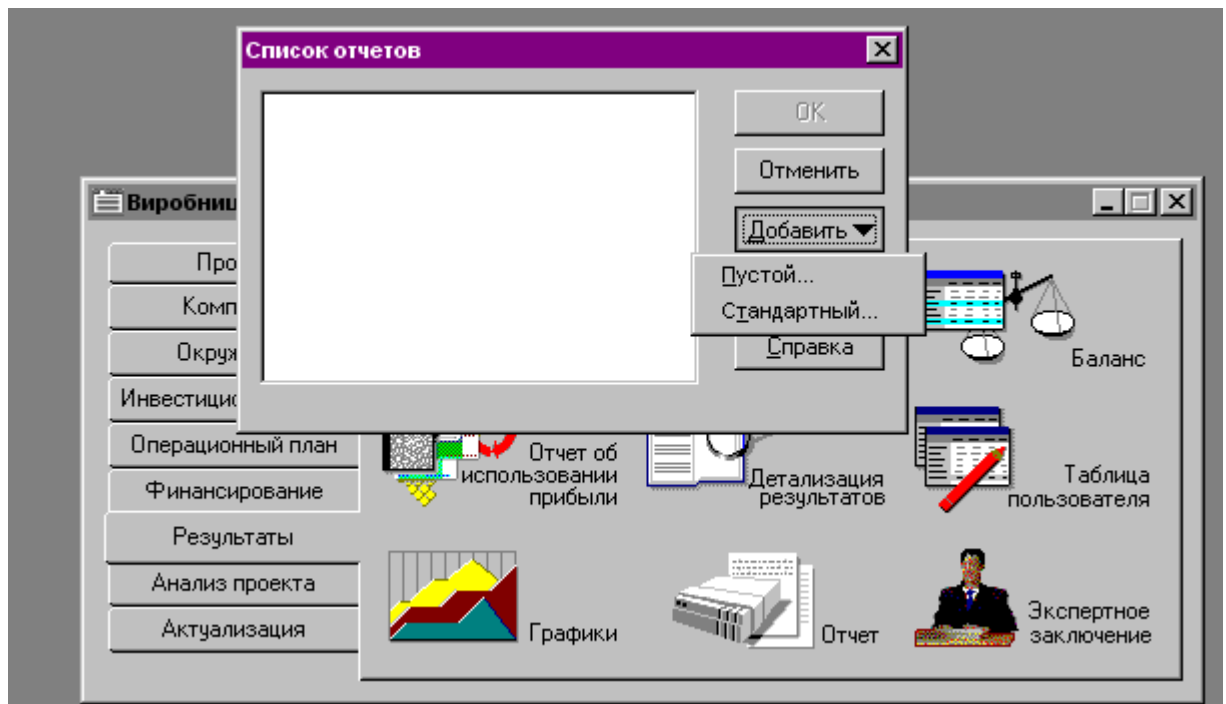 Список отчетов
OK
Отменить
Добавить
Пустой...
Стандартный...
Справка
Виробниц
Про
Комп
Окруж
Инвестицио
Операционный план
Финансирование
Результаты
Анализ проекта
Актуализация
Баланс
Отчет об
использовании
прибыли
Детализация
результатов
Таблица
пользователя
Графики
Отчет
Экспертное
заключение